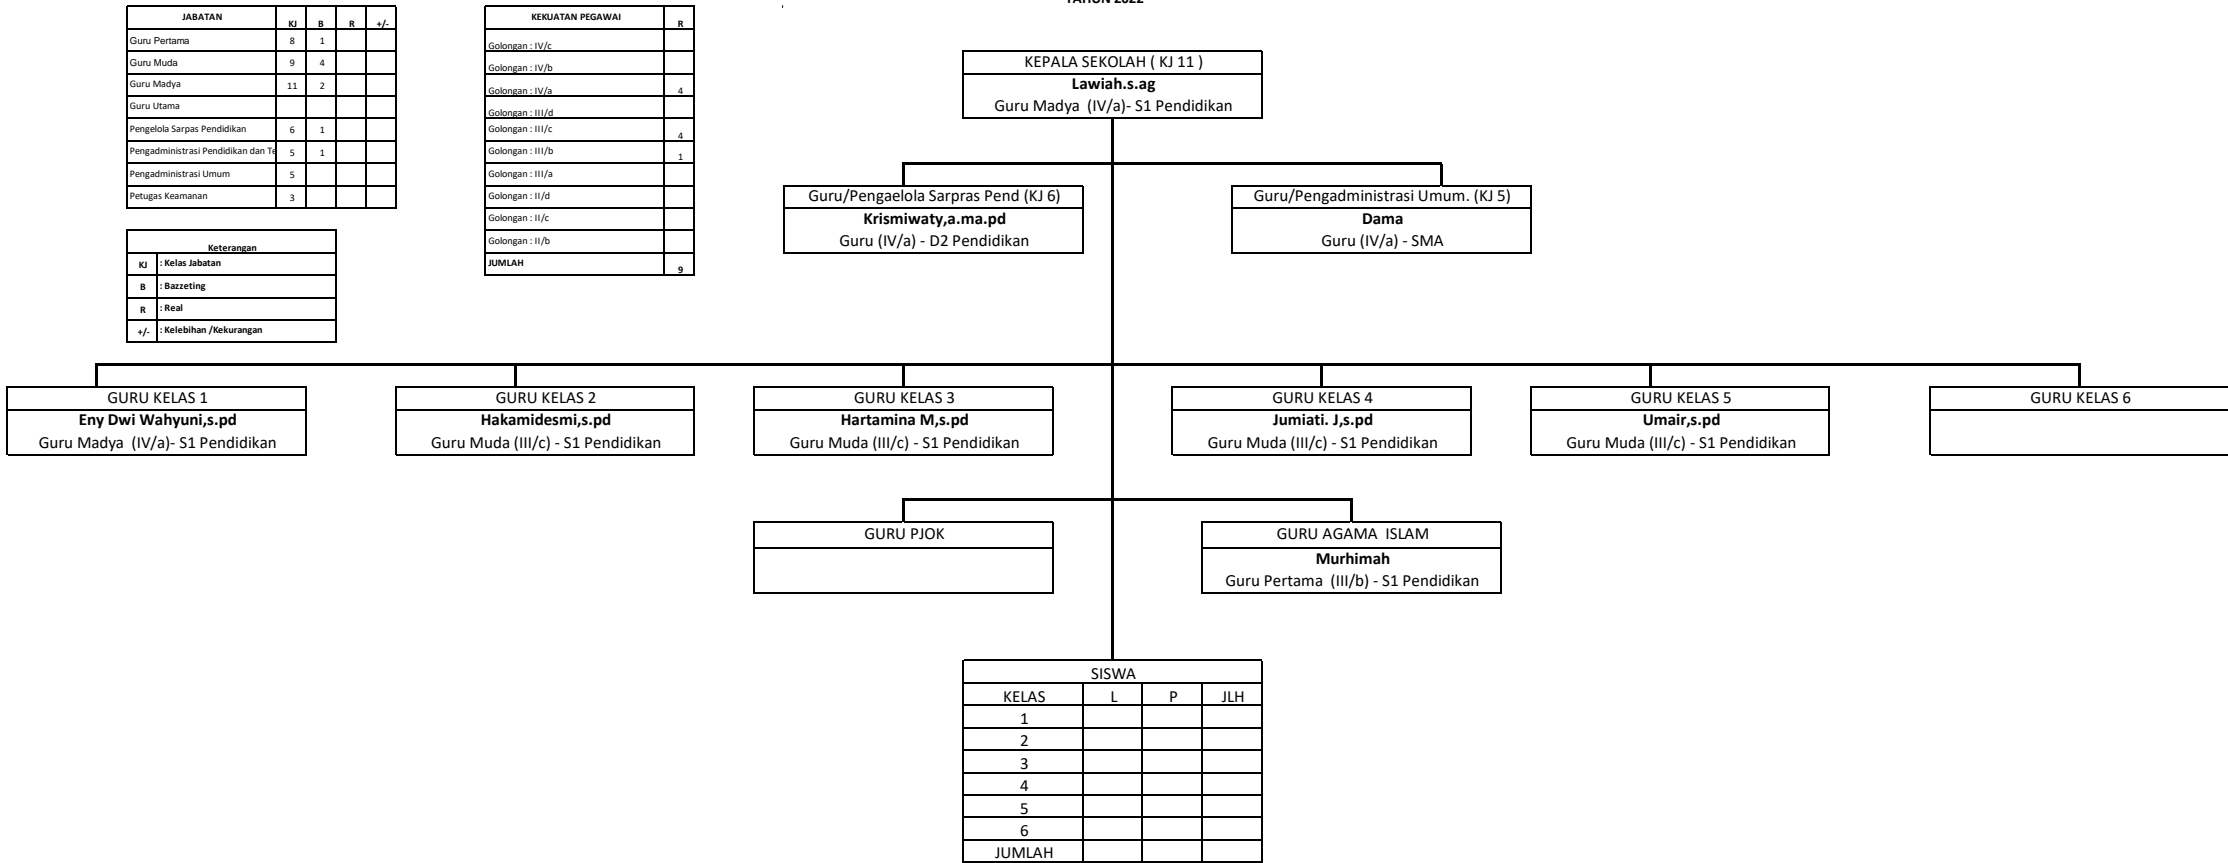 TAHUN 2022
JABATAN KJ B R +/-
Guru Pertama 8 1
Guru Muda 9 4
Guru Madya 11 2
Guru Utama
Pengelola Sarpas Pendidikan 6 1
Pengadministrasi Pendidikan dan Te 5 1
Pengadministrasi Umum 5
Petugas Keamanan 3
Keterangan
KJ : Kelas Jabatan
B : Bazzeting
R : Real
+/- : Kelebihan /Kekurangan
KEKUATAN PEGAWAI R
Golongan : IV/c
Golongan : IV/b
Golongan : IV/a 4
Golongan : III/d
Golongan : III/c 4
Golongan : III/b 1
Golongan : III/a
Golongan : II/d
Golongan : II/c
Golongan : II/b
JUMLAH 9
KEPALA SEKOLAH ( KJ 11 )
Lawiah.s.ag
Guru Madya (IV/a)- S1 Pendidikan
Guru/Pengaelola Sarpras Pend (KJ 6)
Krismiwaty,a.ma.pd
Guru (IV/a) - D2 Pendidikan
Guru/Pengadministrasi Umum. (KJ 5)
Dama
Guru (IV/a) - SMA
GURU KELAS 1
Eny Dwi Wahyuni,s.pd
Guru Madya (IV/a)- S1 Pendidikan
GURU KELAS 2
Hakamidesmi,s.pd
Guru Muda (III/c) - S1 Pendidikan
GURU KELAS 3
Hartamina M,s.pd
Guru Muda (III/c) - S1 Pendidikan
GURU KELAS 4
Jumiati. J,s.pd
Guru Muda (III/c) - S1 Pendidikan
GURU KELAS 5
Umair,s.pd
Guru Muda (III/c) - S1 Pendidikan
GURU KELAS 6
GURU PJOK
GURU AGAMA ISLAM
Murhimah
Guru Pertama (III/b) - S1 Pendidikan
SISWA
KELAS L P JLH
1
2
3
4
5
6
JUMLAH